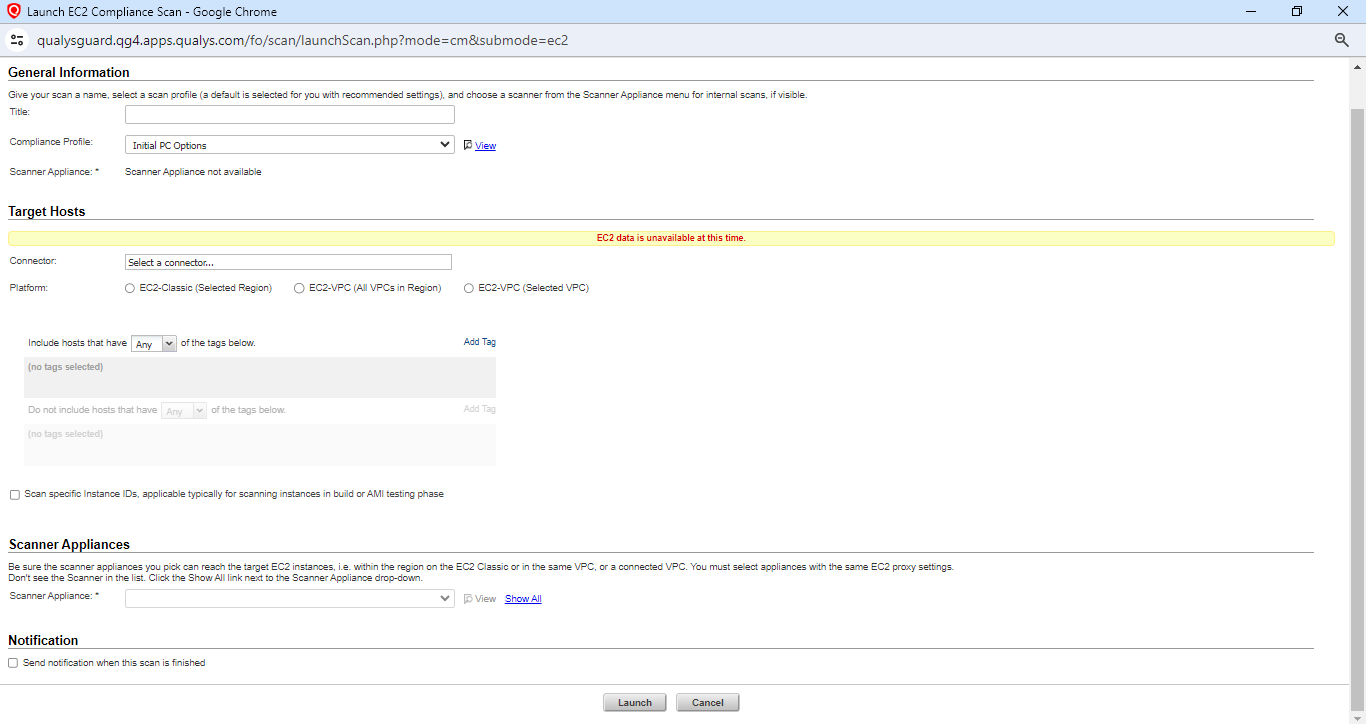 Launch EC2 Compliance Scan - Google Chrome
qualysguard.qg4.apps.qualys.com/fo/scan/launchScan.php?mode=cm&submode=ec2
General Information
Give your scan a name, select a scan profile (a default is selected for you with recommended settings), and choose a scanner from the Scanner Appliance menu for internal scans, if visible.
Title:
Compliance Profile: Initial PC Options View
Scanner Appliance: * Scanner Appliance not available
Target Hosts
EC2 data is unavailable at this time.
Connector: Select a connector...
Platform: EC2-Classic (Selected Region) EC2-VPC (All VPCs in Region) EC2-VPC (Selected VPC)
Include hosts that have Any of the tags below. Add Tag
(no tags selected)
Do not include hosts that have Any of the tags below. Add Tag
(no tags selected)
Scan specific Instance IDs, applicable typically for scanning instances in build or AMI testing phase
Scanner Appliances
Be sure the scanner appliances you pick can reach the target EC2 instances, i.e. within the region on the EC2 Classic or in the same VPC, or a connected VPC. You must select appliances with the same EC2 proxy settings.
Don't see the Scanner in the list. Click the Show All link next to the Scanner Appliance drop-down.
Scanner Appliance: * View Show All
Notification
Send notification when this scan is finished
Launch Cancel